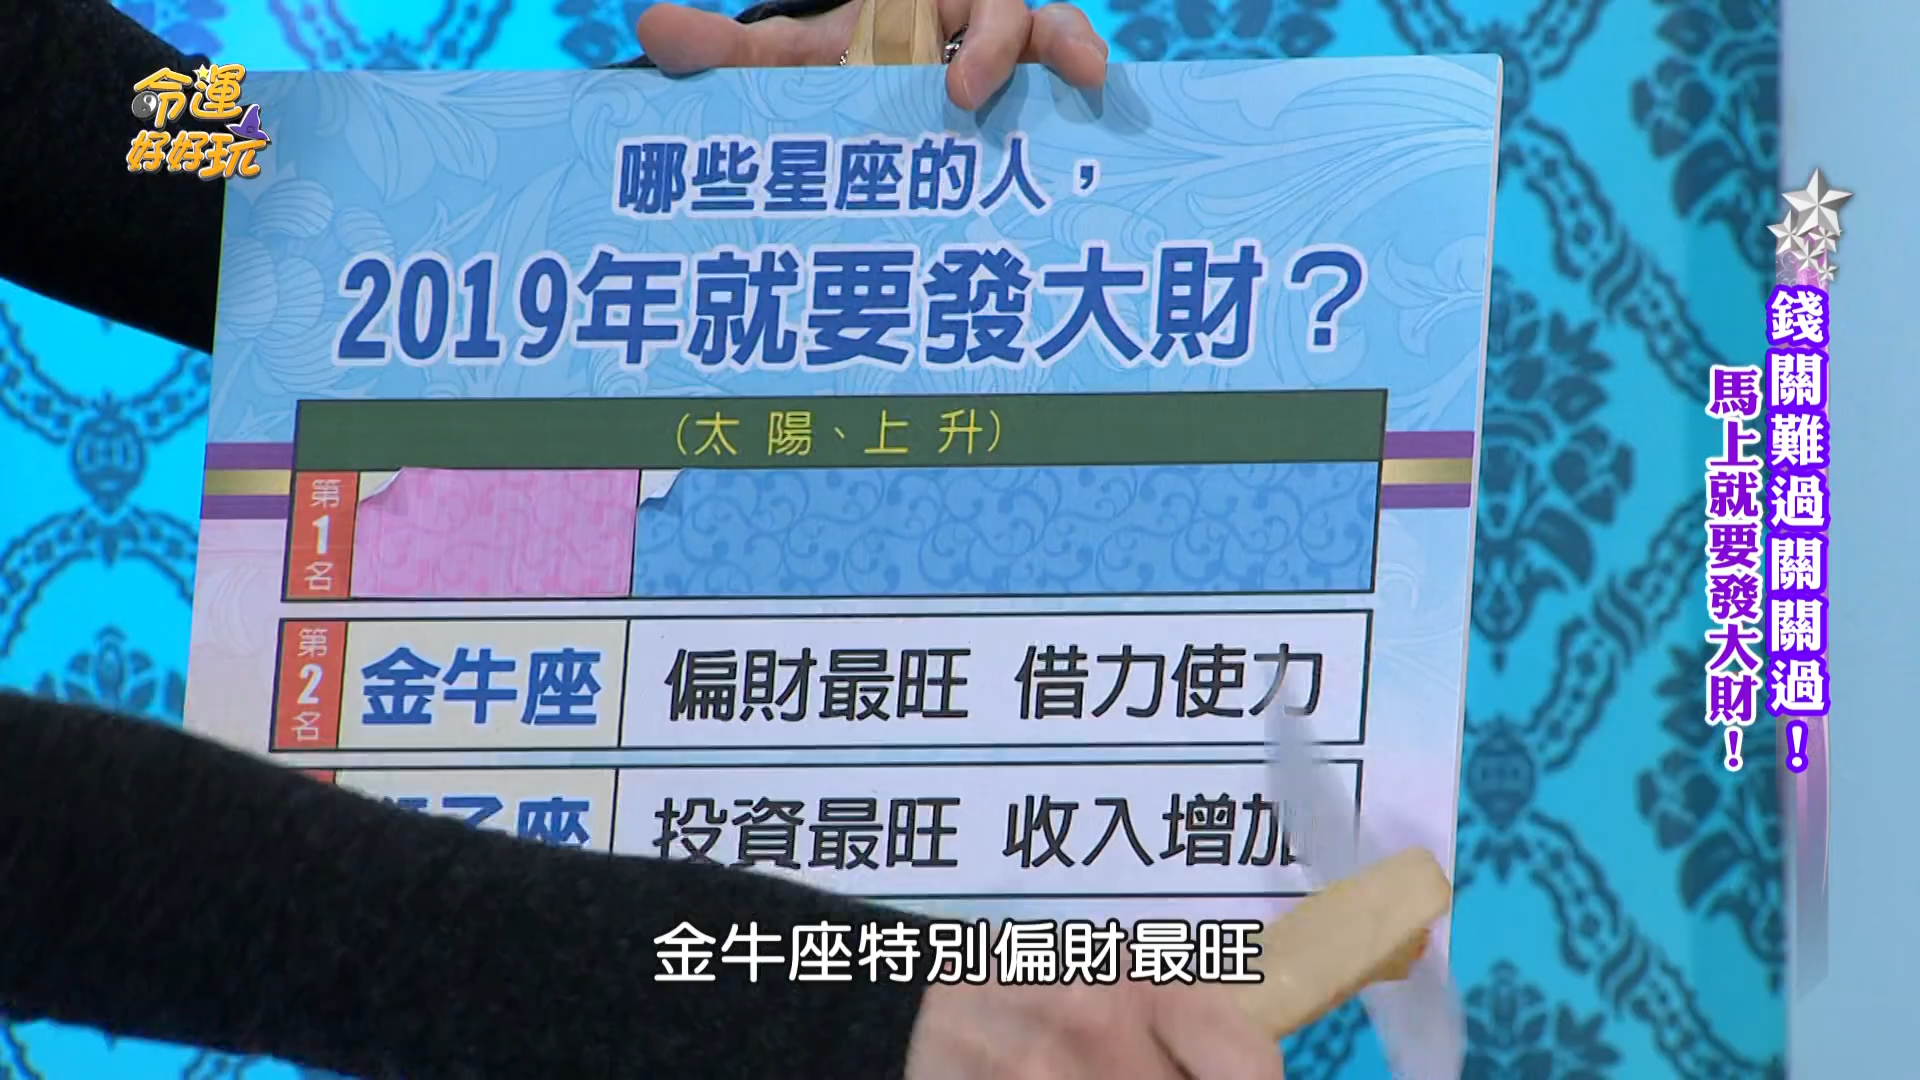 命運
好好玩
哪些星座的人，
2019年就要發大財？
(太陽、上升)
第1名
第2名
金牛座
偏財最旺 借力使力
子座
投資最旺 收入增加
金牛座特別偏財最旺
錢關難過關關過！
馬上就要發大財！